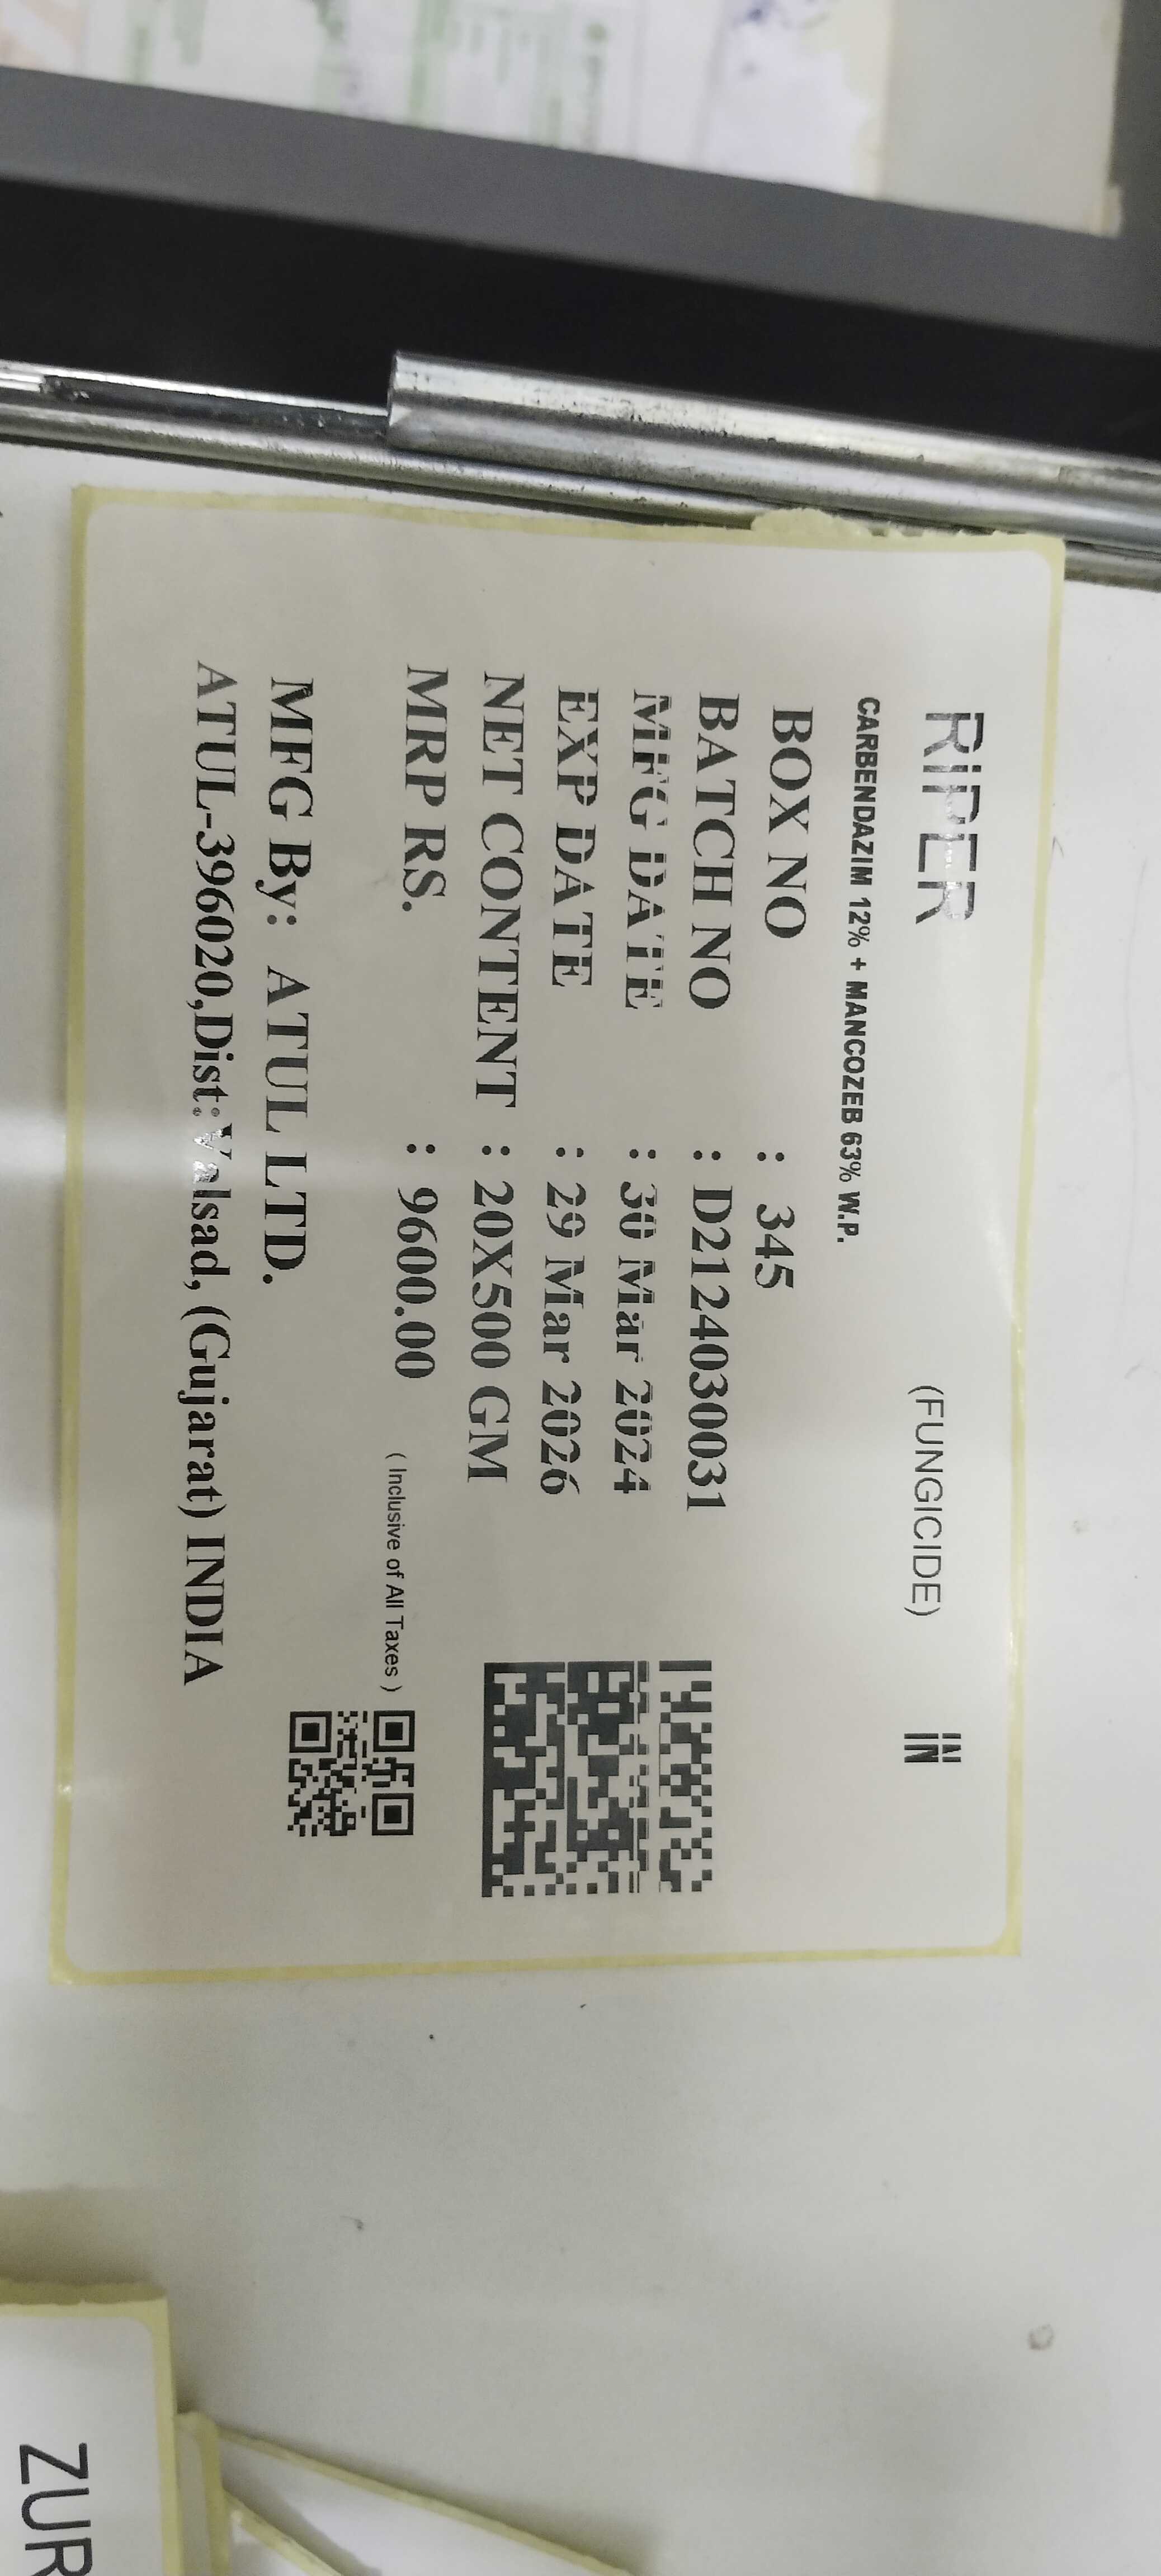 RiPER (FUNGICIDE) IN
CARBENDAZIM 12% + MANCOZEB 63% W.P.
BOX NO : 345
BATCH NO : D212403031
MFG DATE : 30 Mar 2024
EXP DATE : 29 Mar 2026
NET CONTENT : 20X500 GM
MRP RS. : 9600.00 ( Inclusive of All Taxes )
MFG By: ATUL LTD.
ATUL-396020,Dist:Valsad, (Gujarat) INDIA
ZUR